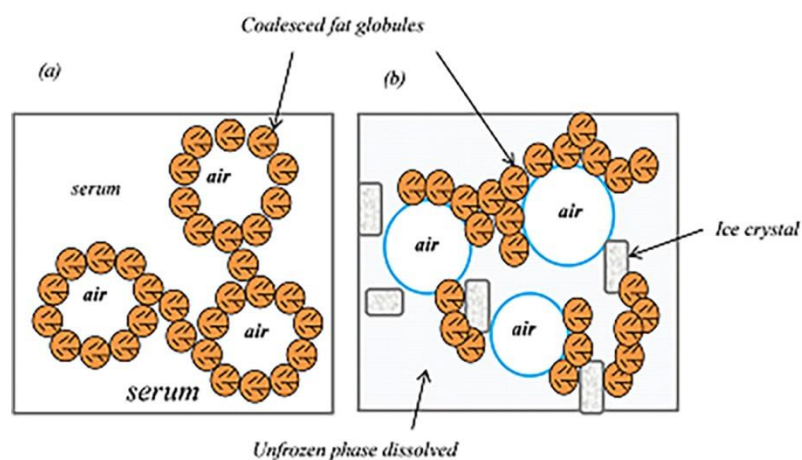 Coalesced fat globules
(a)
(b)
air
serum
air
air
air
Ice crystal
air
air
serum
Unfrozen phase dissolved